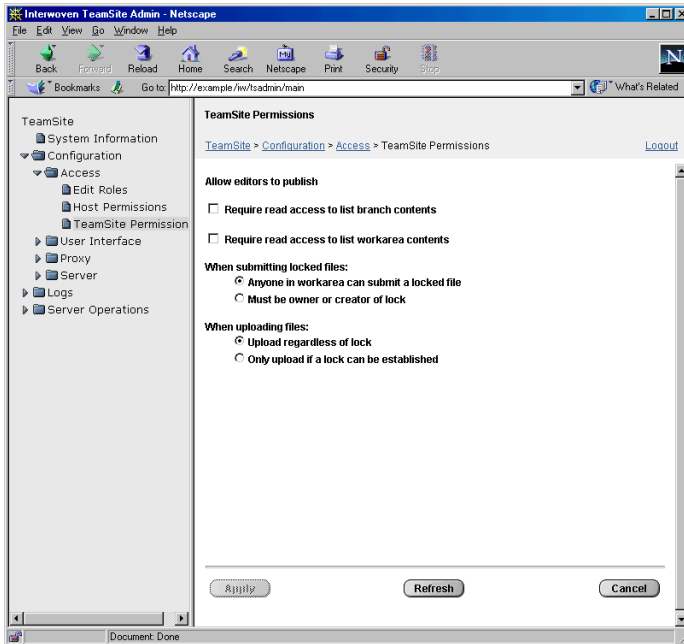 Interwoven TeamSite Admin - Netscape
File Edit View Go Window Help
Back Forward Reload Home Search Netscape Print Security Stop
My
N
Bookmarks Go to: http://example/iw/tsadmin/main What's Related
TeamSite
System Information
Configuration
Access
Edit Roles
Host Permissions
TeamSite Permission
User Interface
Proxy
Server
Logs
Server Operations
TeamSite Permissions
TeamSite > Configuration > Access > TeamSite Permissions Logout
Allow editors to publish
Require read access to list branch contents
Require read access to list workarea contents
When submitting locked files:
Anyone in workarea can submit a locked file
Must be owner or creator of lock
When uploading files:
Upload regardless of lock
Only upload if a lock can be established
Apply Refresh Cancel
Document: Done